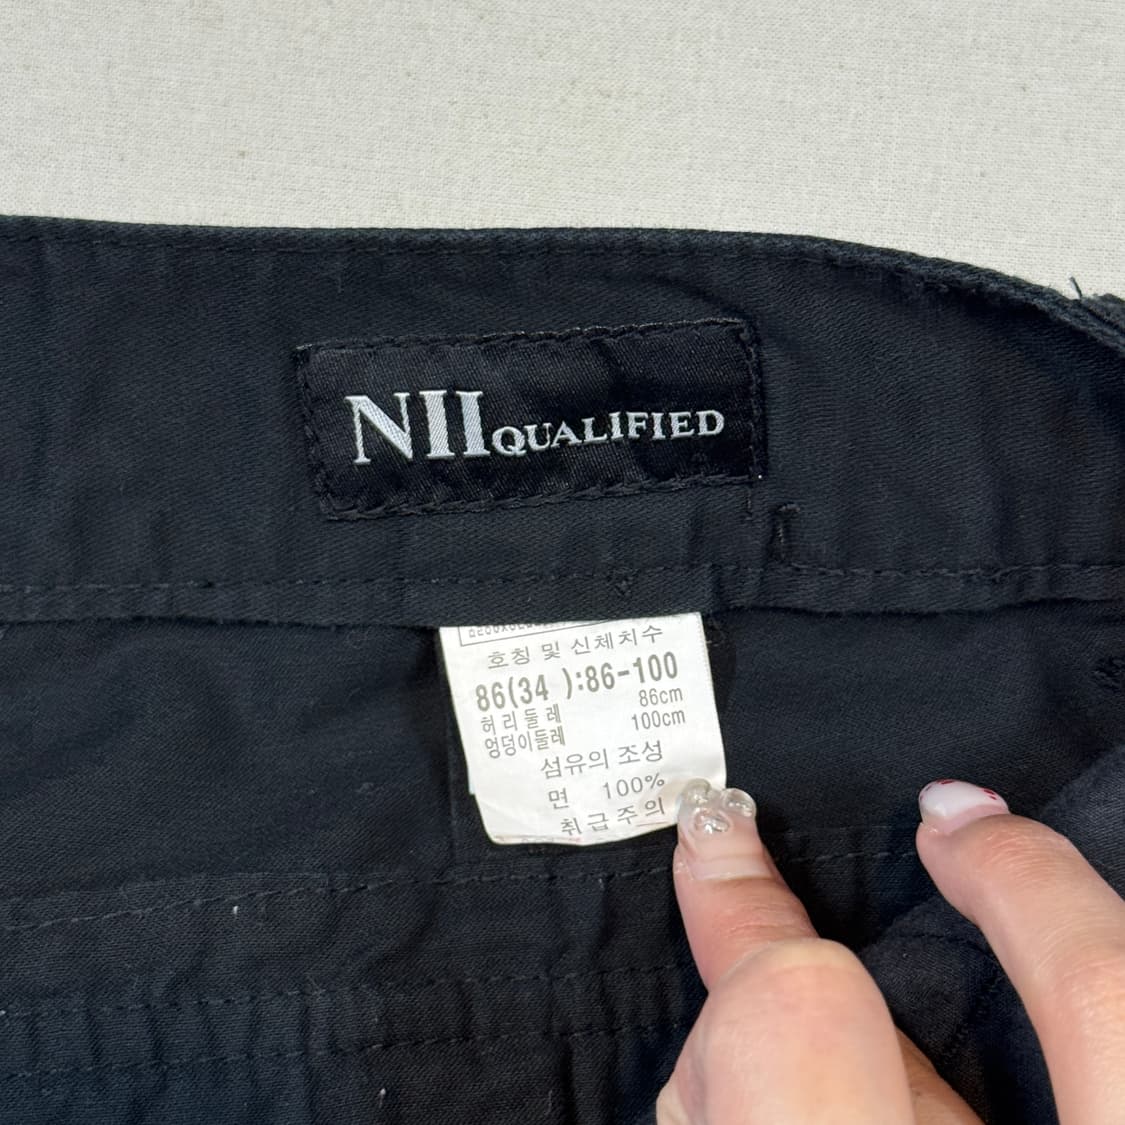 NII QUALIFIED
호칭 및 신체치수
86(34 ):86-100
허리둘레 86cm
엉덩이둘레 100cm
섬유의 조성
면 100%
취급주의